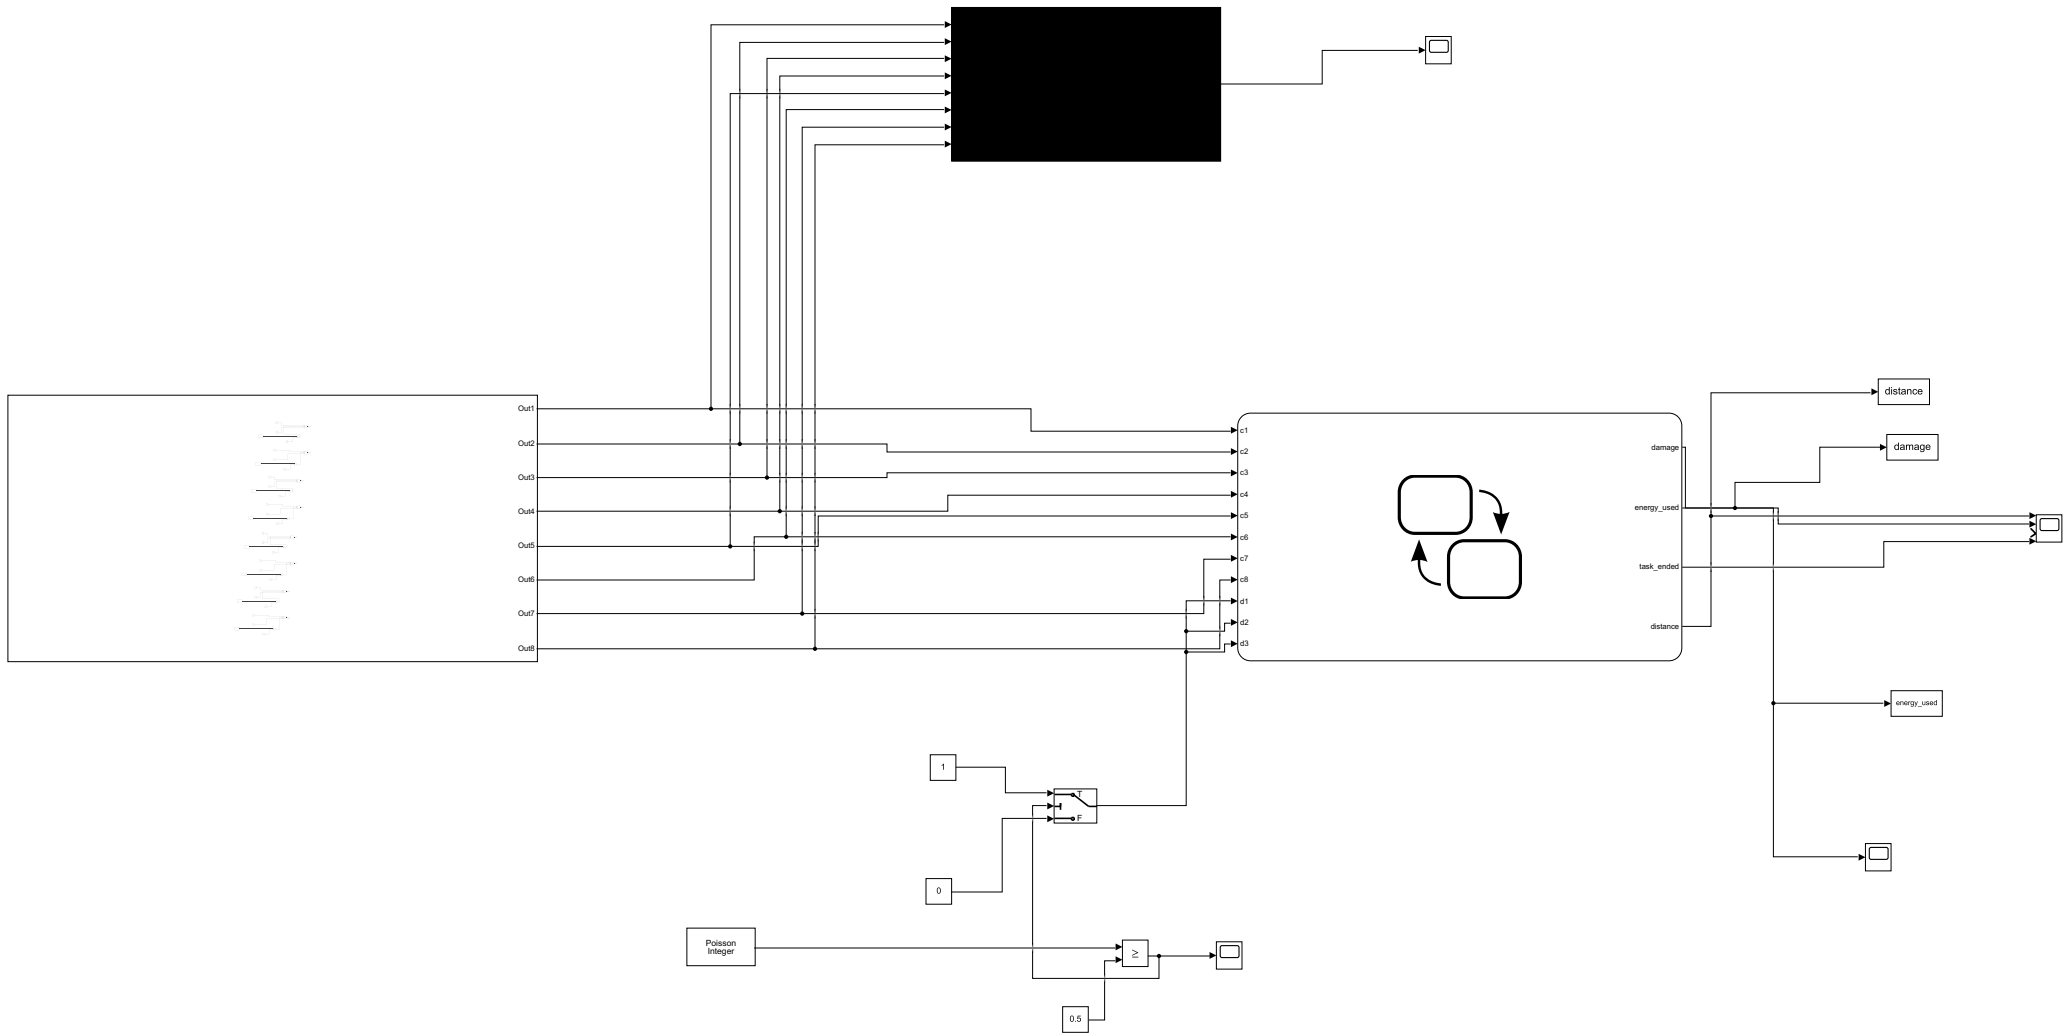 Out1
Out2
Out3
Out4
Out5
Out6
Out7
Out8
c1
c2
c3
c4
c5
c6
c7
c8
d1
d2
d3
damage
energy_used
task_ended
distance
distance
damage
energy_used
1
T
F
0
Poisson
Integer
≥
0.5